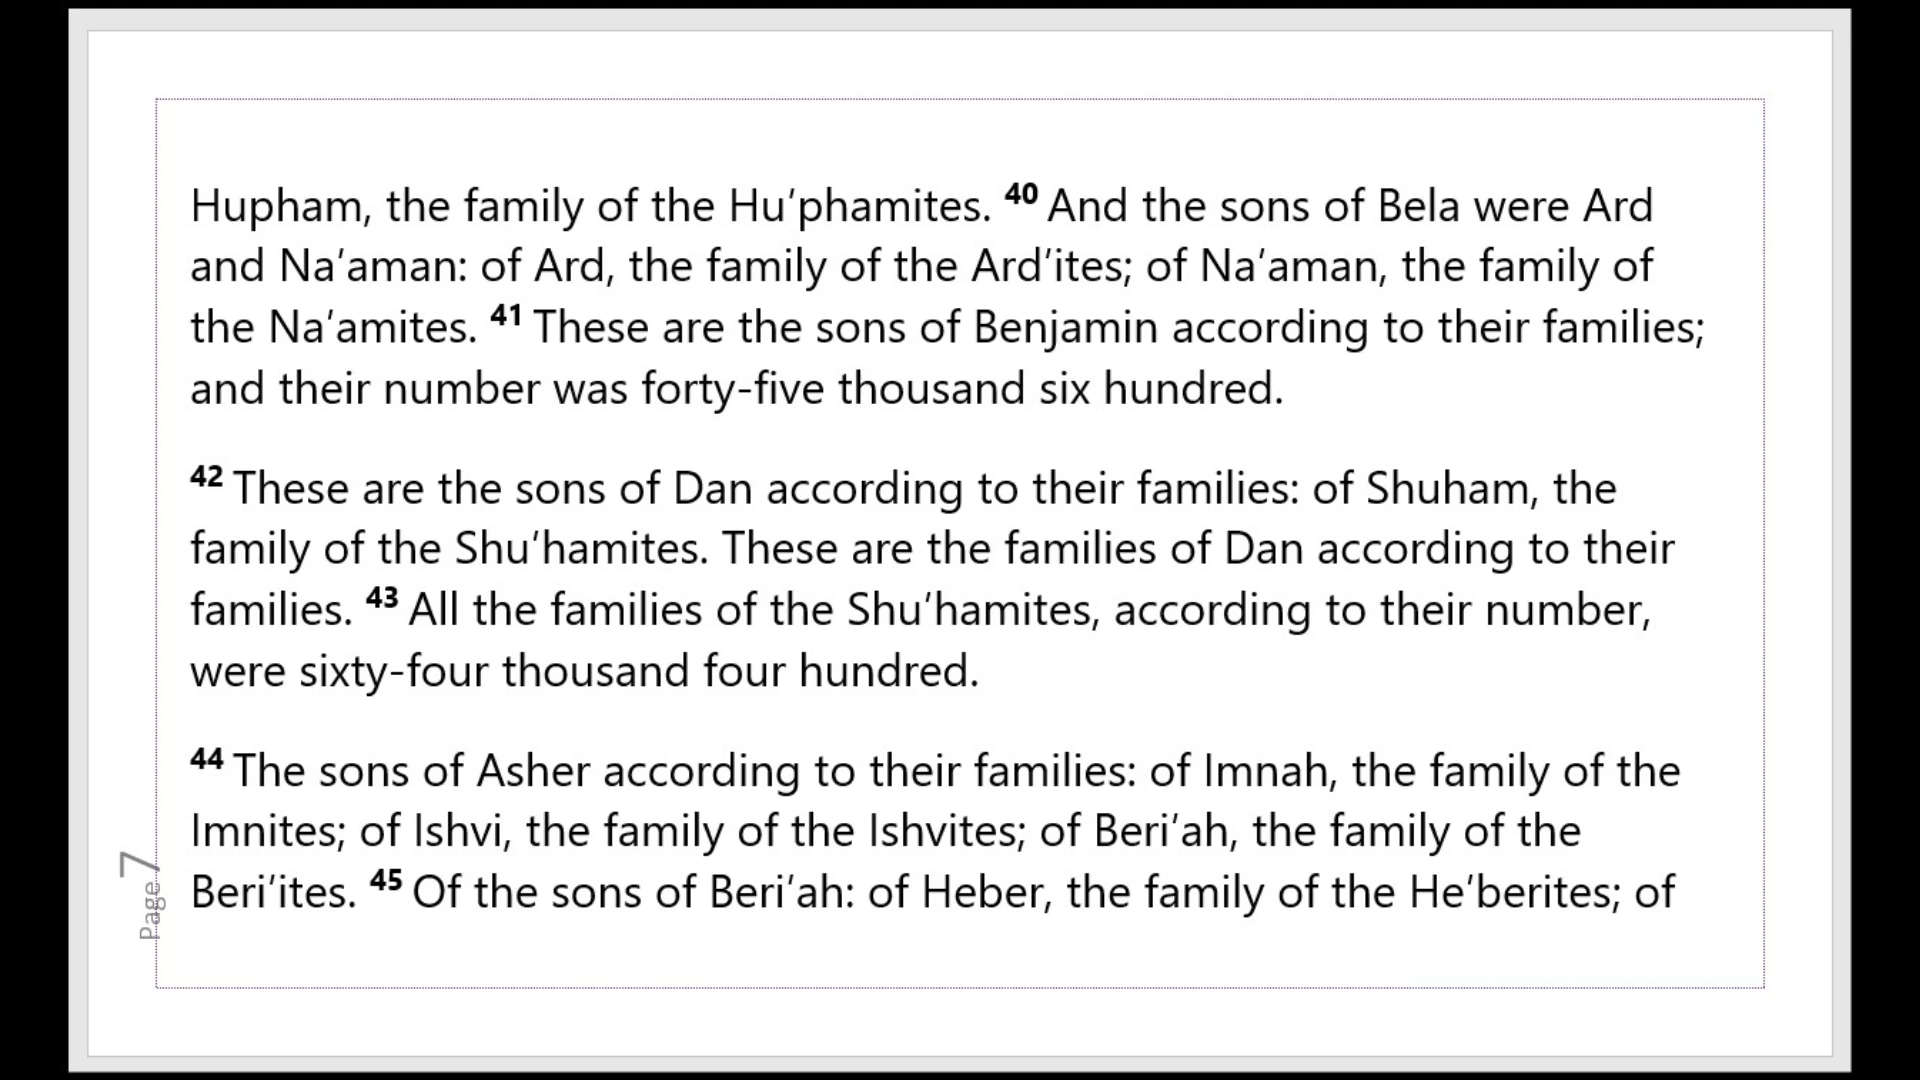 Hupham, the family of the Hu′phamites. 40 And the sons of Bela were Ard
and Na′aman: of Ard, the family of the Ard′ites; of Na′aman, the family of
the Na′amites. 41 These are the sons of Benjamin according to their families;
and their number was forty-five thousand six hundred.
42 These are the sons of Dan according to their families: of Shuham, the
family of the Shu′hamites. These are the families of Dan according to their
families. 43 All the families of the Shu′hamites, according to their number,
were sixty-four thousand four hundred.
44 The sons of Asher according to their families: of Imnah, the family of the
Imnites; of Ishvi, the family of the Ishvites; of Beri′ah, the family of the
Beri′ites. 45 Of the sons of Beri′ah: of Heber, the family of the He′berites; of
Page 7